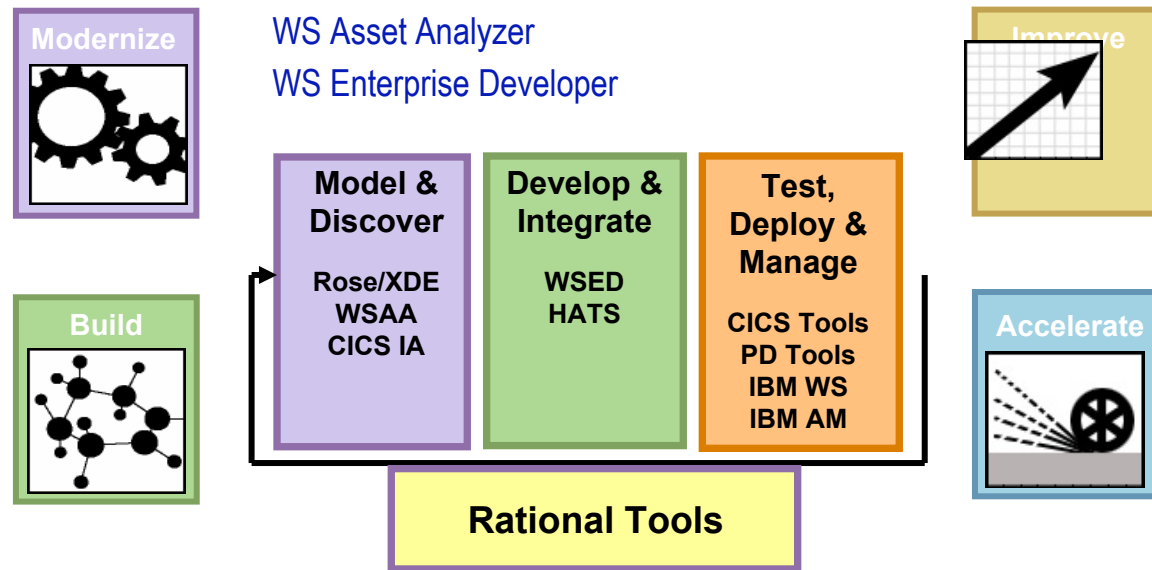 Modernize
WS Asset Analyzer
WS Enterprise Developer
Improve
Model &
Discover
Rose/XDE
WSAA
CICS IA
Develop &
Integrate
WSED
HATS
Test,
Deploy &
Manage
CICS Tools
PD Tools
IBM WS
IBM AM
Build
Accelerate
Rational Tools